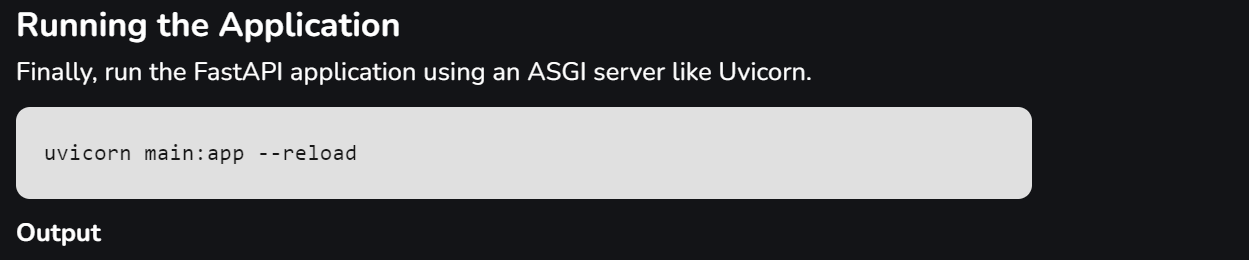 Running the Application
Finally, run the FastAPI application using an ASGI server like Uvicorn.
uvicorn main:app --reload
Output